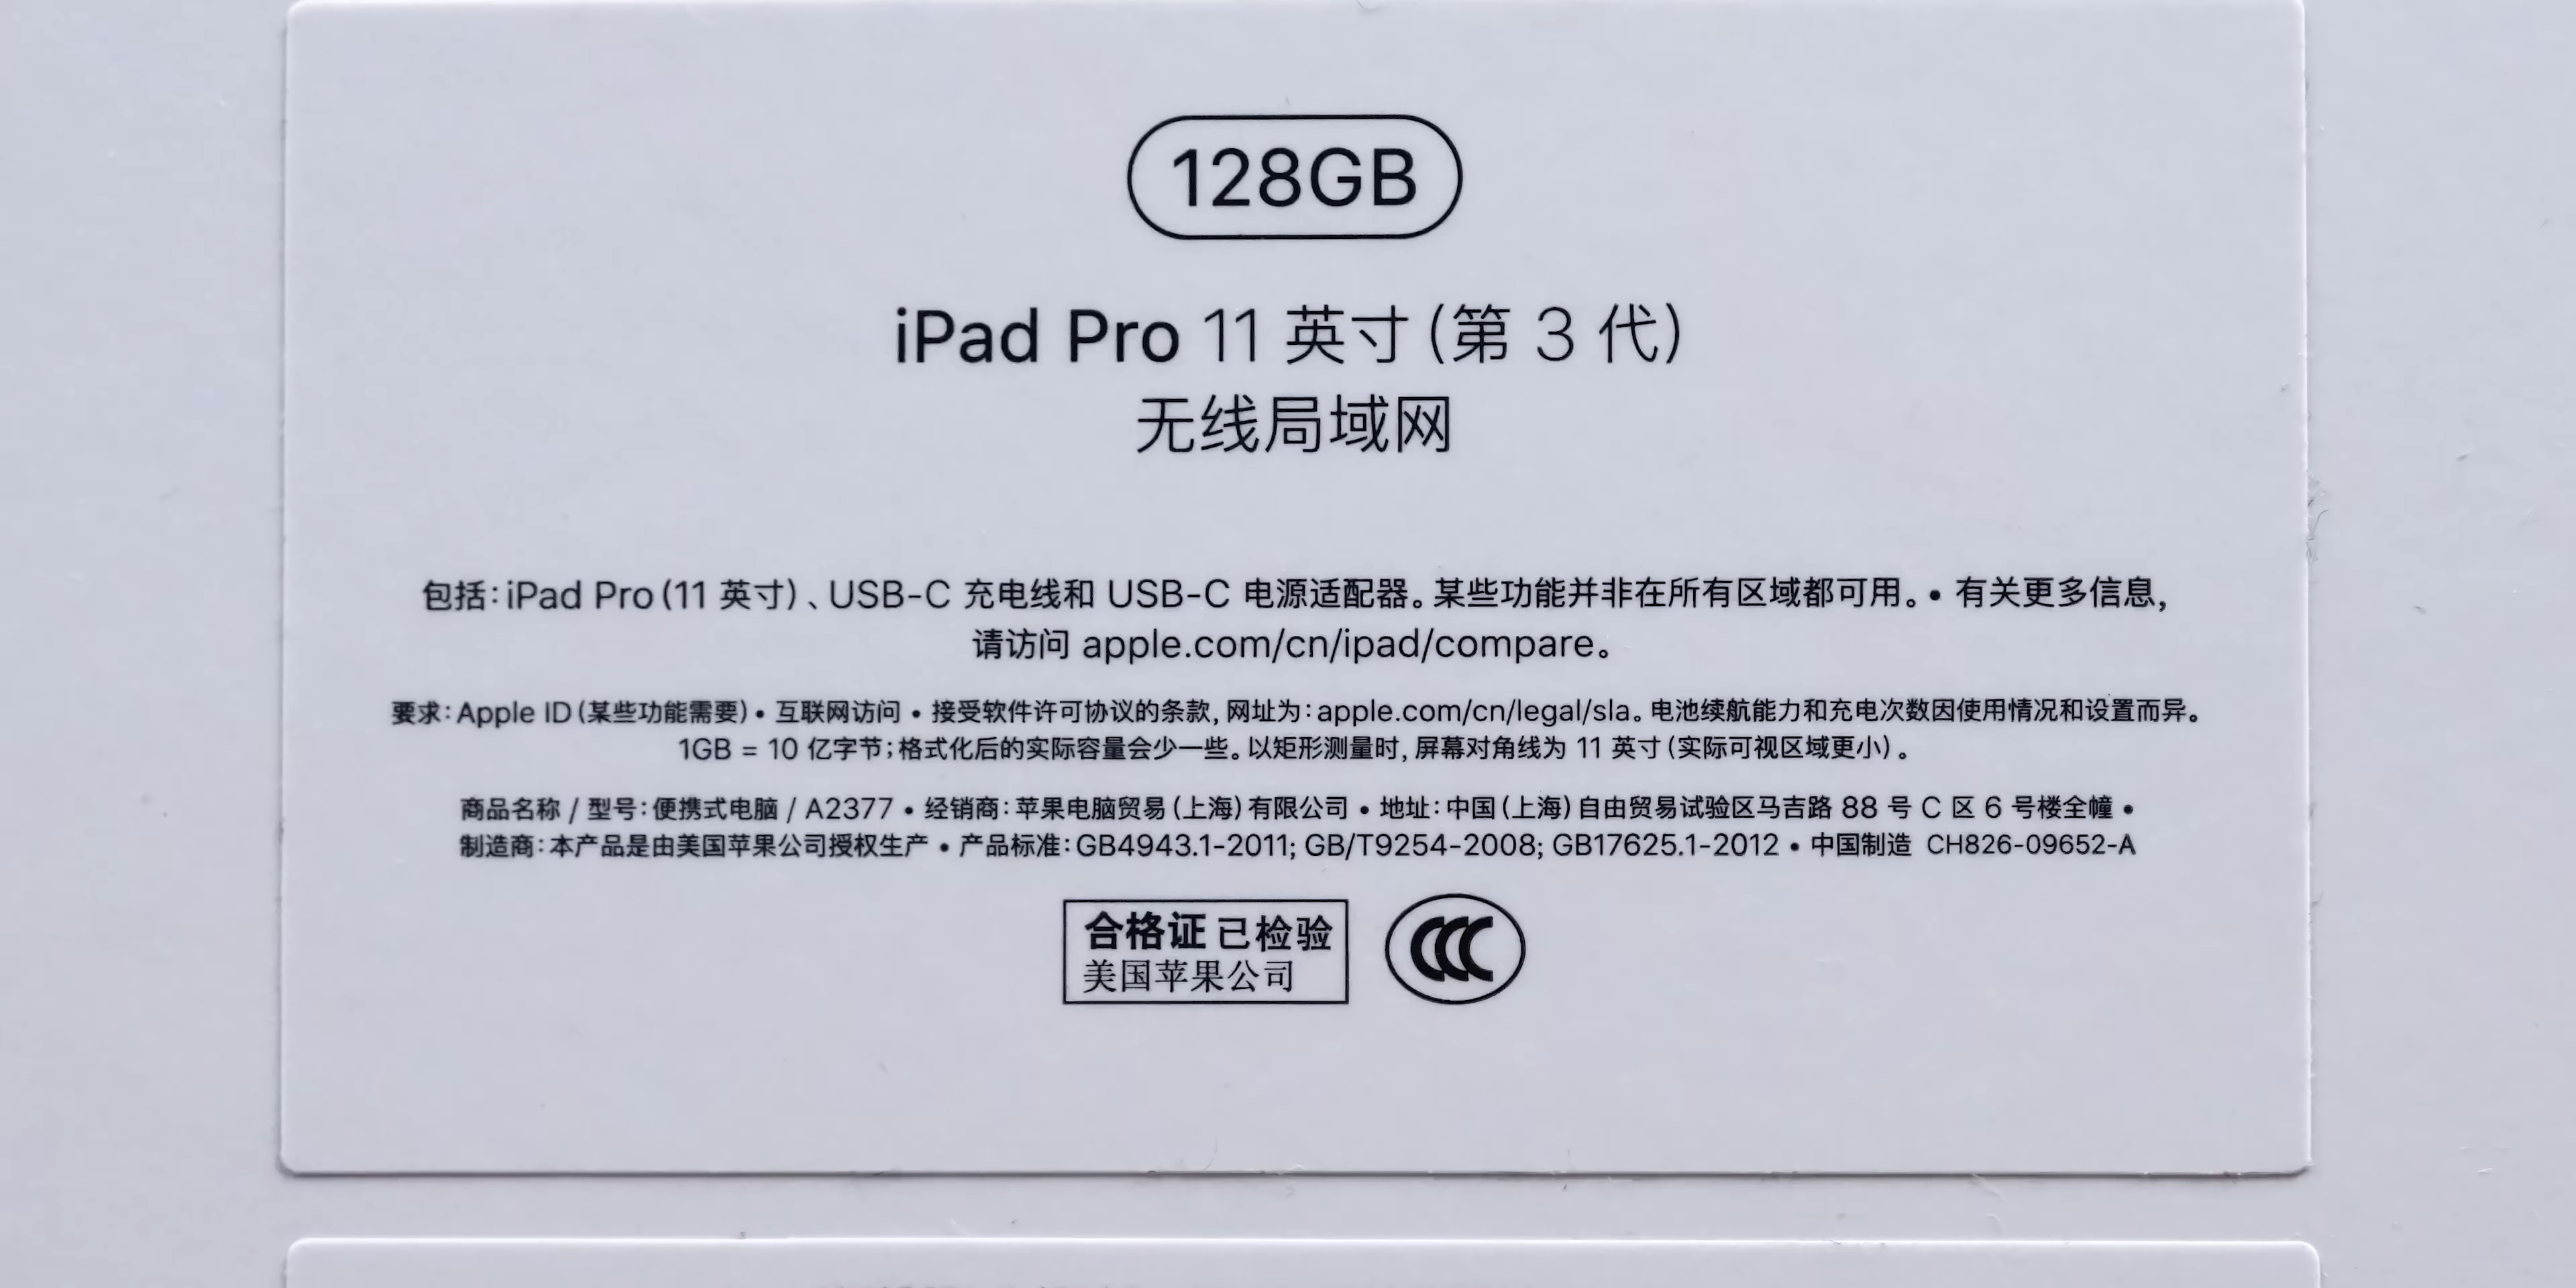 128GB
iPad Pro 11 英寸(第 3 代)
无线局域网
包括:iPad Pro(11 英寸)、USB-C 充电线和 USB-C 电源适配器。某些功能并非在所有区域都可用。• 有关更多信息,
请访问 apple.com/cn/ipad/compare。
要求:Apple ID(某些功能需要)• 互联网访问 • 接受软件许可协议的条款,网址为:apple.com/cn/legal/sla。电池续航能力和充电次数因使用情况和设置而异。
1GB = 10 亿字节;格式化后的实际容量会少一些。以矩形测量时,屏幕对角线为 11 英寸(实际可视区域更小)。
商品名称 / 型号:便携式电脑 / A2377 • 经销商:苹果电脑贸易(上海)有限公司 • 地址:中国(上海)自由贸易试验区马吉路 88 号 C 区 6 号楼全幢 •
制造商:本产品是由美国苹果公司授权生产 • 产品标准:GB4943.1-2011; GB/T9254-2008; GB17625.1-2012 • 中国制造 CH826-09652-A
合格证 已检验
美国苹果公司
CCC